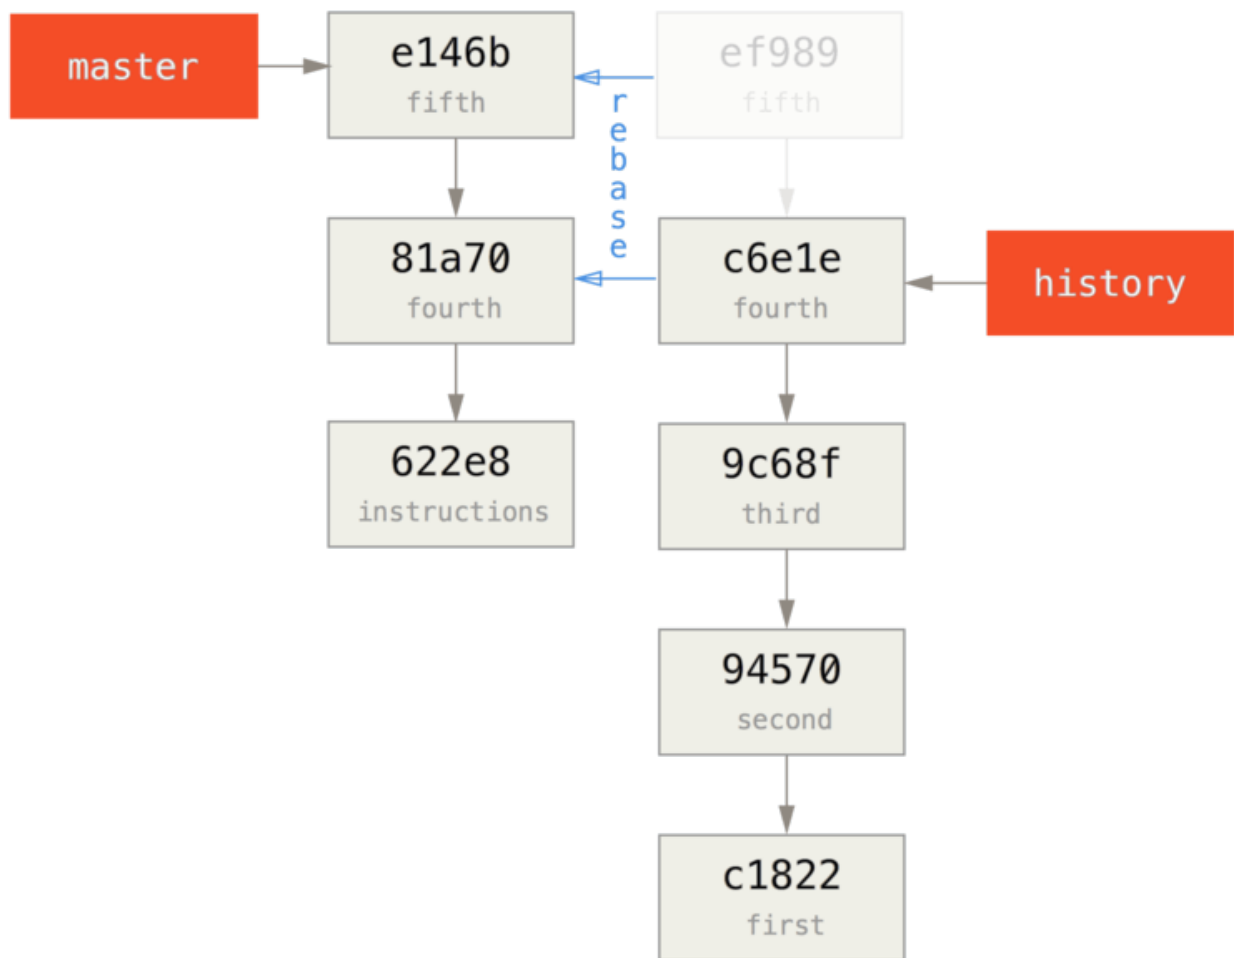 master
e146b
fifth
ef989
fifth
rebase
81a70
fourth
c6e1e
fourth
history
622e8
instructions
9c68f
third
94570
second
c1822
first